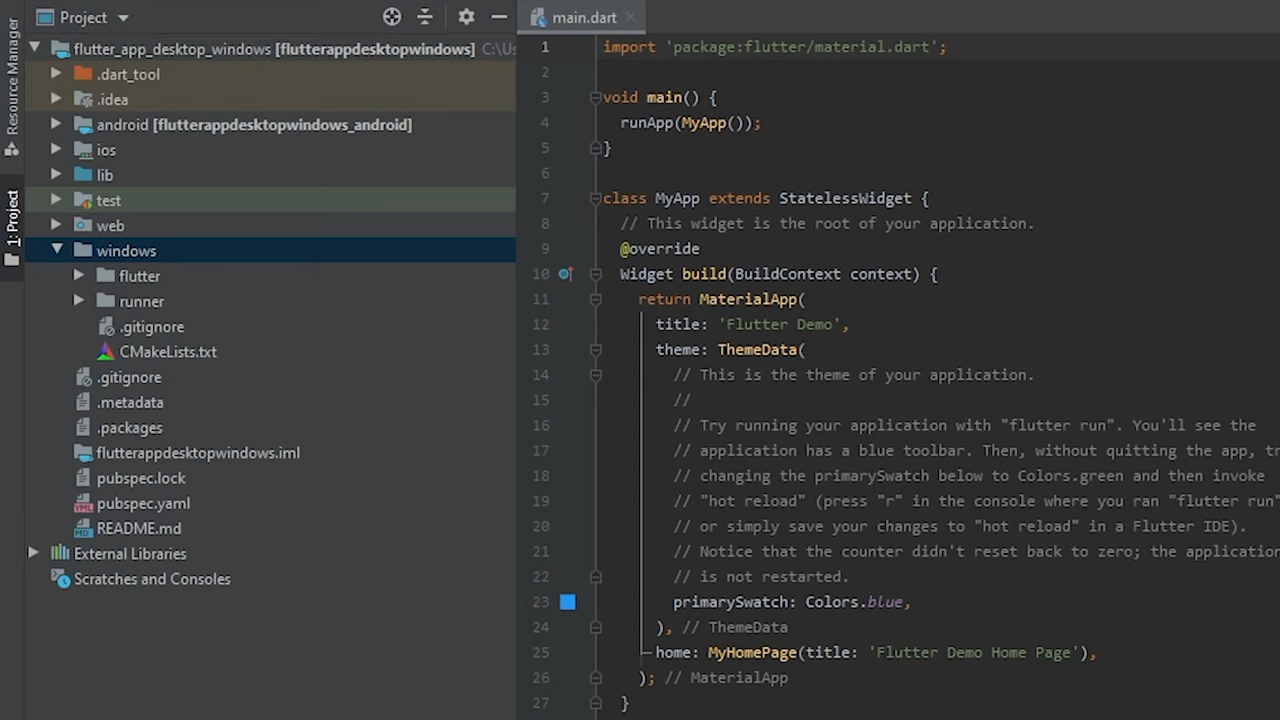 Resource Manager
1: Project
Project
flutter_app_desktop_windows [flutterappdesktopwindows] C:\Us
.dart_tool
.idea
android [flutterappdesktopwindows_android]
ios
lib
test
web
windows
flutter
runner
.gitignore
CMakeLists.txt
.gitignore
.metadata
.packages
flutterappdesktopwindows.iml
pubspec.lock
pubspec.yaml
README.md
External Libraries
Scratches and Consoles
main.dart
1 import 'package:flutter/material.dart';
2
3 void main() {
4 runApp(MyApp());
5 }
6
7 class MyApp extends StatelessWidget {
8 // This widget is the root of your application.
9 @override
10 Widget build(BuildContext context) {
11 return MaterialApp(
12 title: 'Flutter Demo',
13 theme: ThemeData(
14 // This is the theme of your application.
15 //
16 // Try running your application with "flutter run". You'll see the
17 // application has a blue toolbar. Then, without quitting the app, tr
18 // changing the primarySwatch below to Colors.green and then invoke
19 // "hot reload" (press "r" in the console where you ran "flutter run"
20 // or simply save your changes to "hot reload" in a Flutter IDE).
21 // Notice that the counter didn't reset back to zero; the application
22 // is not restarted.
23 primarySwatch: Colors.blue,
24 ), // ThemeData
25 home: MyHomePage(title: 'Flutter Demo Home Page'),
26 ); // MaterialApp
27 }